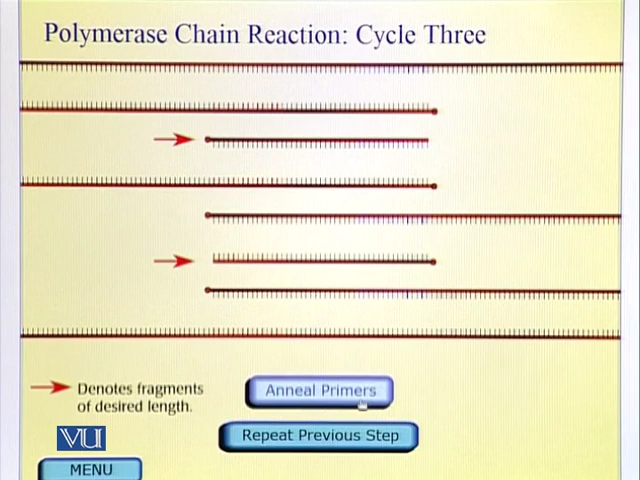 Polymerase Chain Reaction: Cycle Three
Denotes fragments
of desired length.
Anneal Primers
Repeat Previous Step
VU
MENU